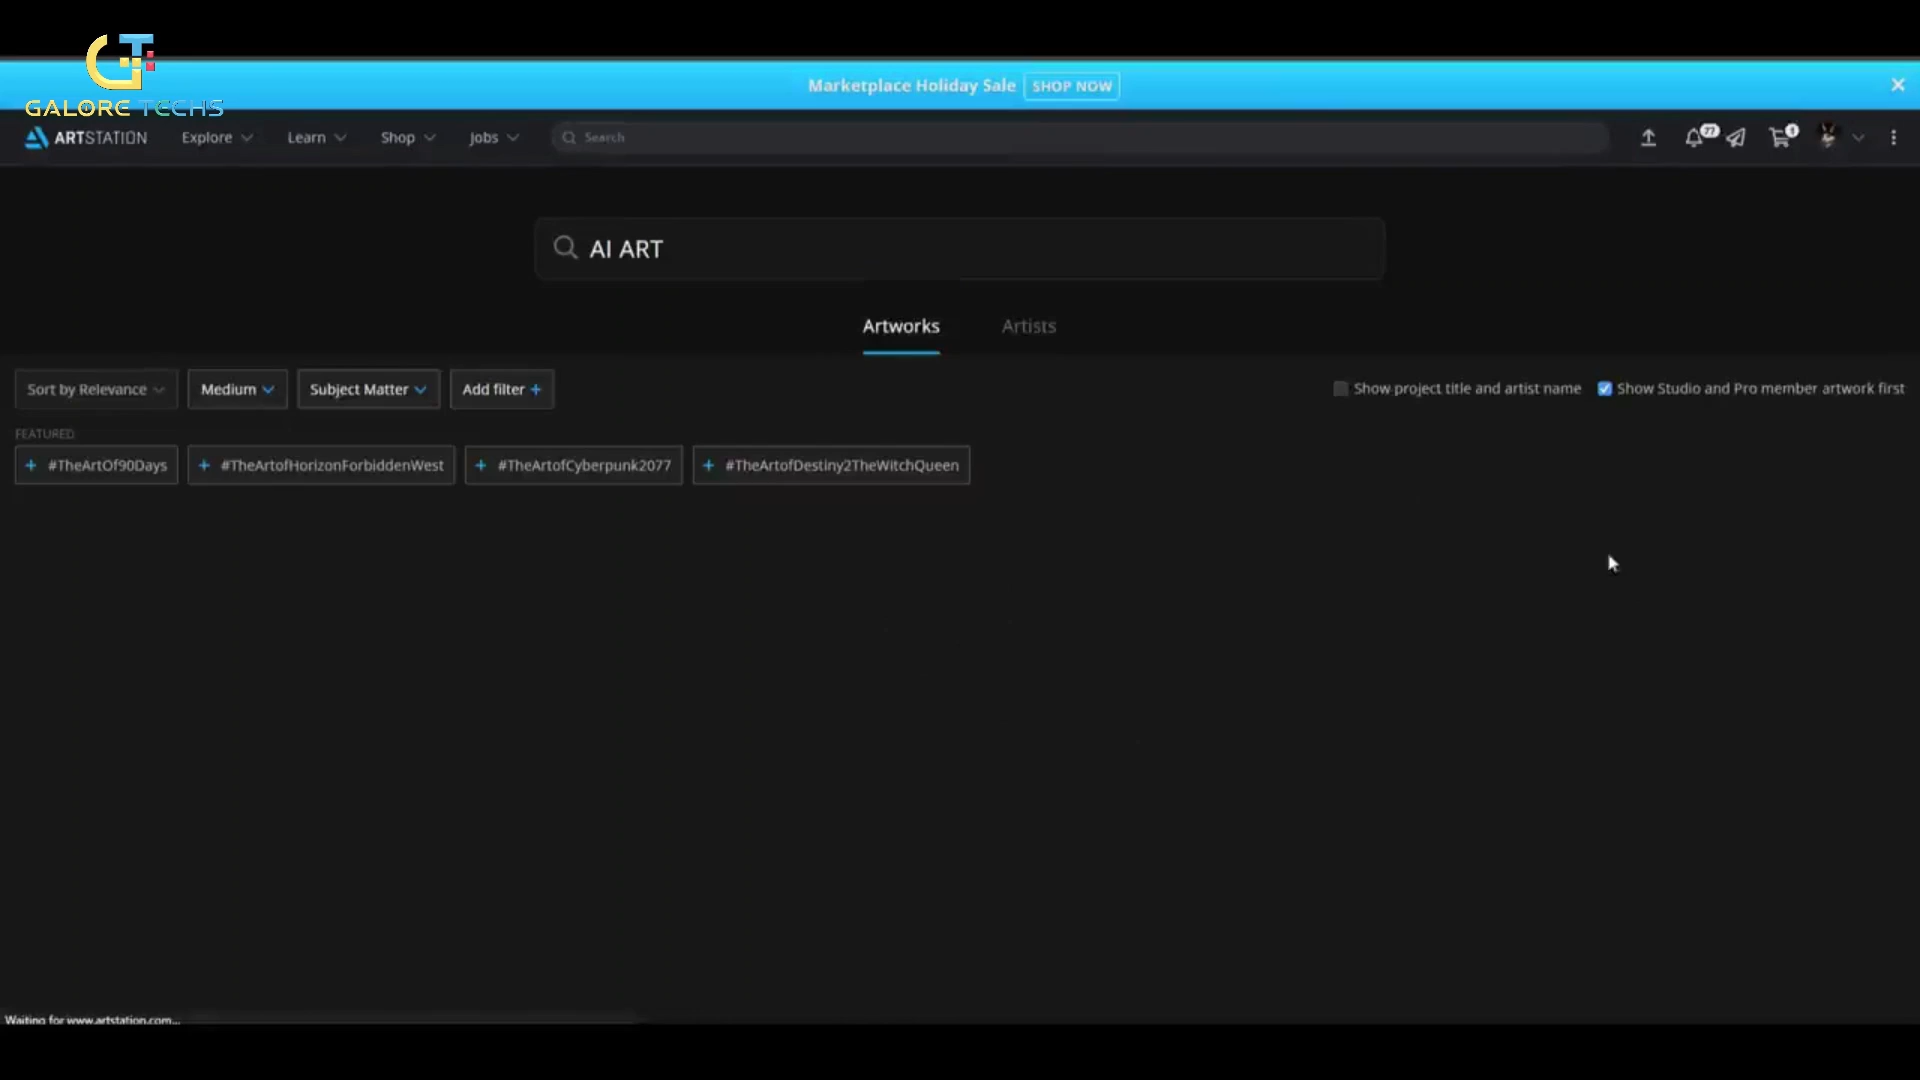 GALORE TECHS
Marketplace Holiday Sale SHOP NOW
ARTSTATION Explore Learn Shop Jobs Search 77 1
AI ART
Artworks Artists
Sort by Relevance Medium Subject Matter Add filter + Show project title and artist name Show Studio and Pro member artwork first
FEATURED
+ #TheArtOf90Days + #TheArtofHorizonForbiddenWest + #TheArtofCyberpunk2077 + #TheArtofDestiny2TheWitchQueen
Waiting for www.artstation.com...